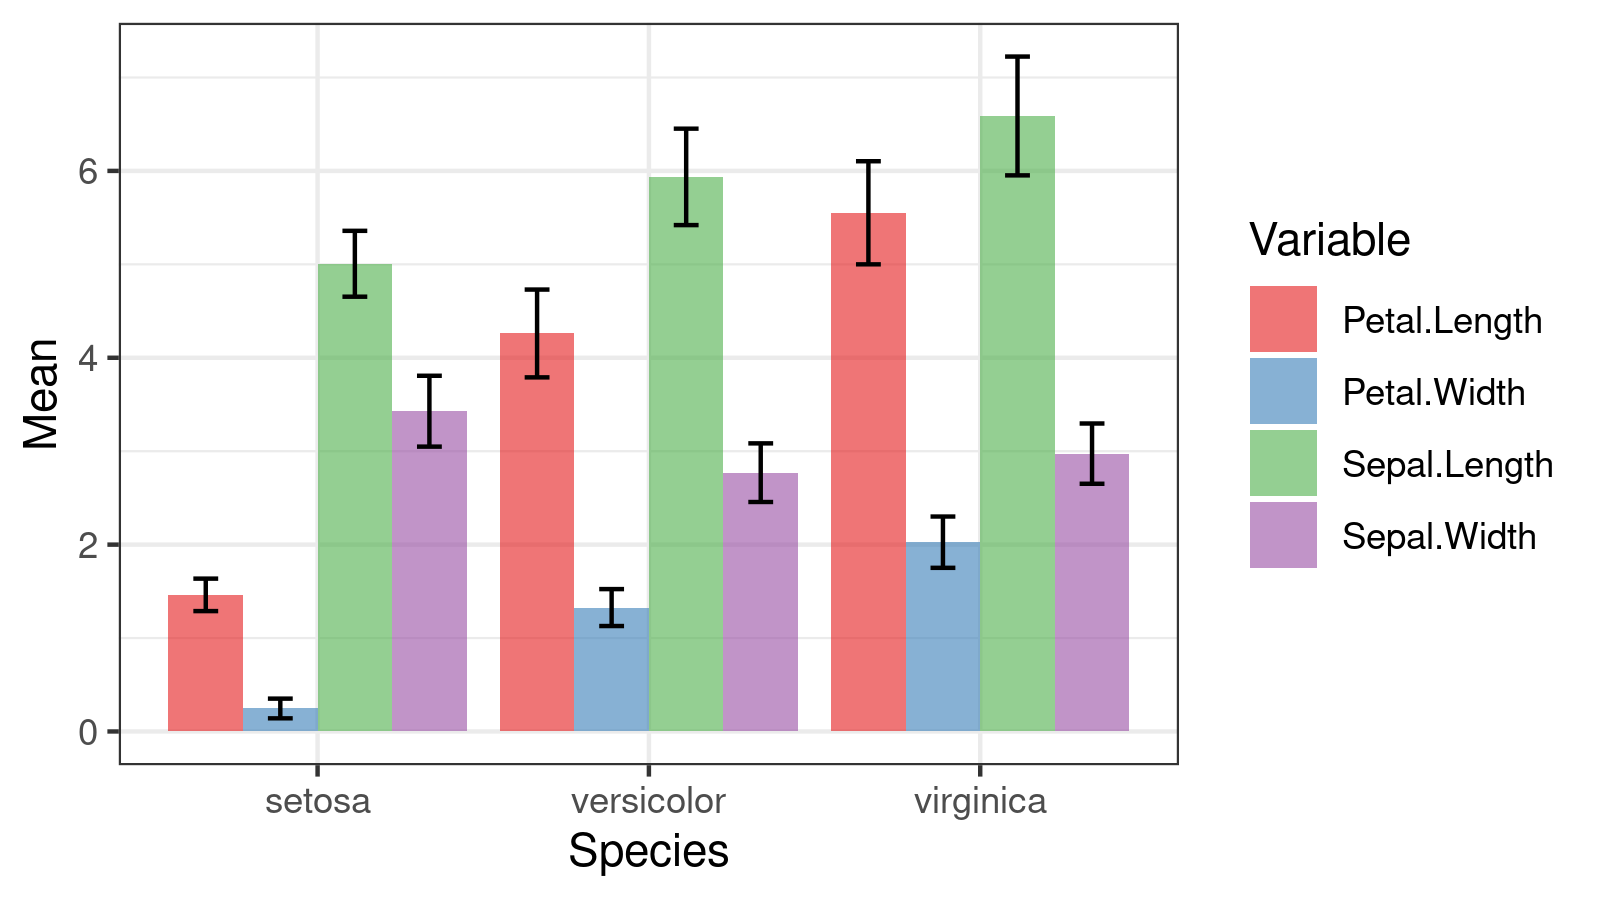 Mean
6
4
2
0
setosa
versicolor
virginica
Species
Variable
Petal.Length
Petal.Width
Sepal.Length
Sepal.Width